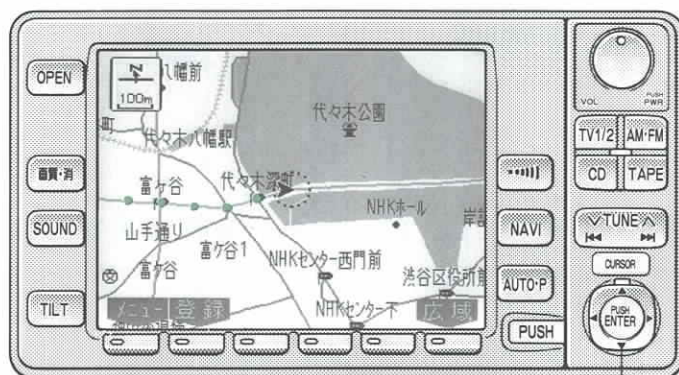 OPEN
画質・消
SOUND
TILT
八幡前
100m
町
代々木八幡駅
代々木公園
富ヶ谷
代々木深町
山手通り
NHKホール
富ヶ谷1
富ヶ谷
NHKセンター西門前
渋谷区役所前
NHKセンター下
メニュー
登録
広域
NAVI
AUTO・P
PUSH
VOL
PUSH
PWR
TV1/2
AM・FM
CD
TAPE
TUNE
CURSOR
PUSH
ENTER